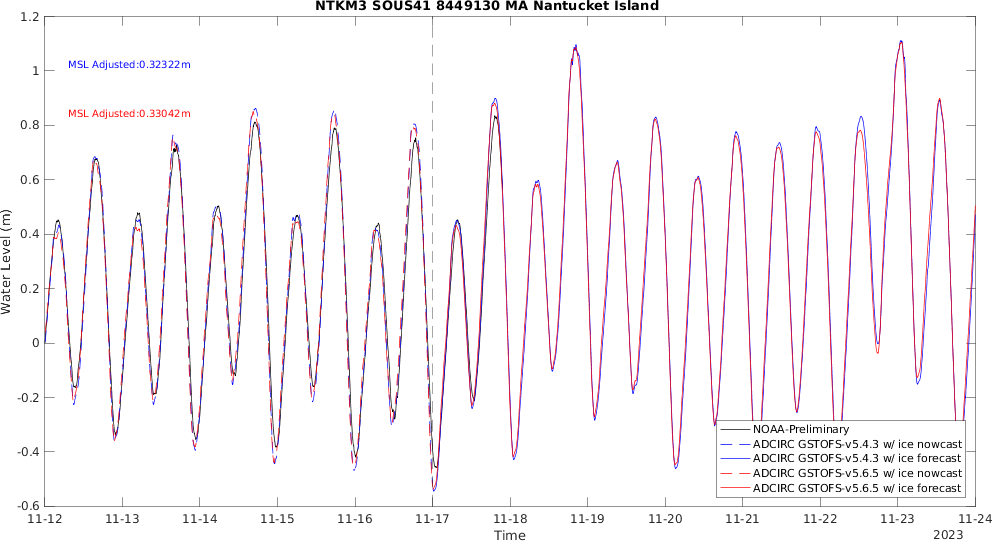 NTKM3 SOUS41 8449130 MA Nantucket Island
1.2
1
0.8
0.6
0.4
0.2
0
-0.2
-0.4
-0.6
Water Level (m)
MSL Adjusted:0.32322m
MSL Adjusted:0.33042m
NOAA-Preliminary
ADCIRC GSTOFS-v5.4.3 w/ ice nowcast
ADCIRC GSTOFS-v5.4.3 w/ ice forecast
ADCIRC GSTOFS-v5.6.5 w/ ice nowcast
ADCIRC GSTOFS-v5.6.5 w/ ice forecast
11-12 11-13 11-14 11-15 11-16 11-17 11-18 11-19 11-20 11-21 11-22 11-23 11-24
Time
2023